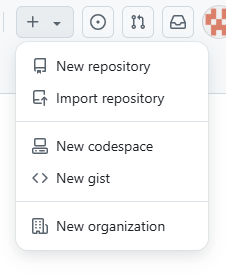 New repository
Import repository
New codespace
New gist
New organization